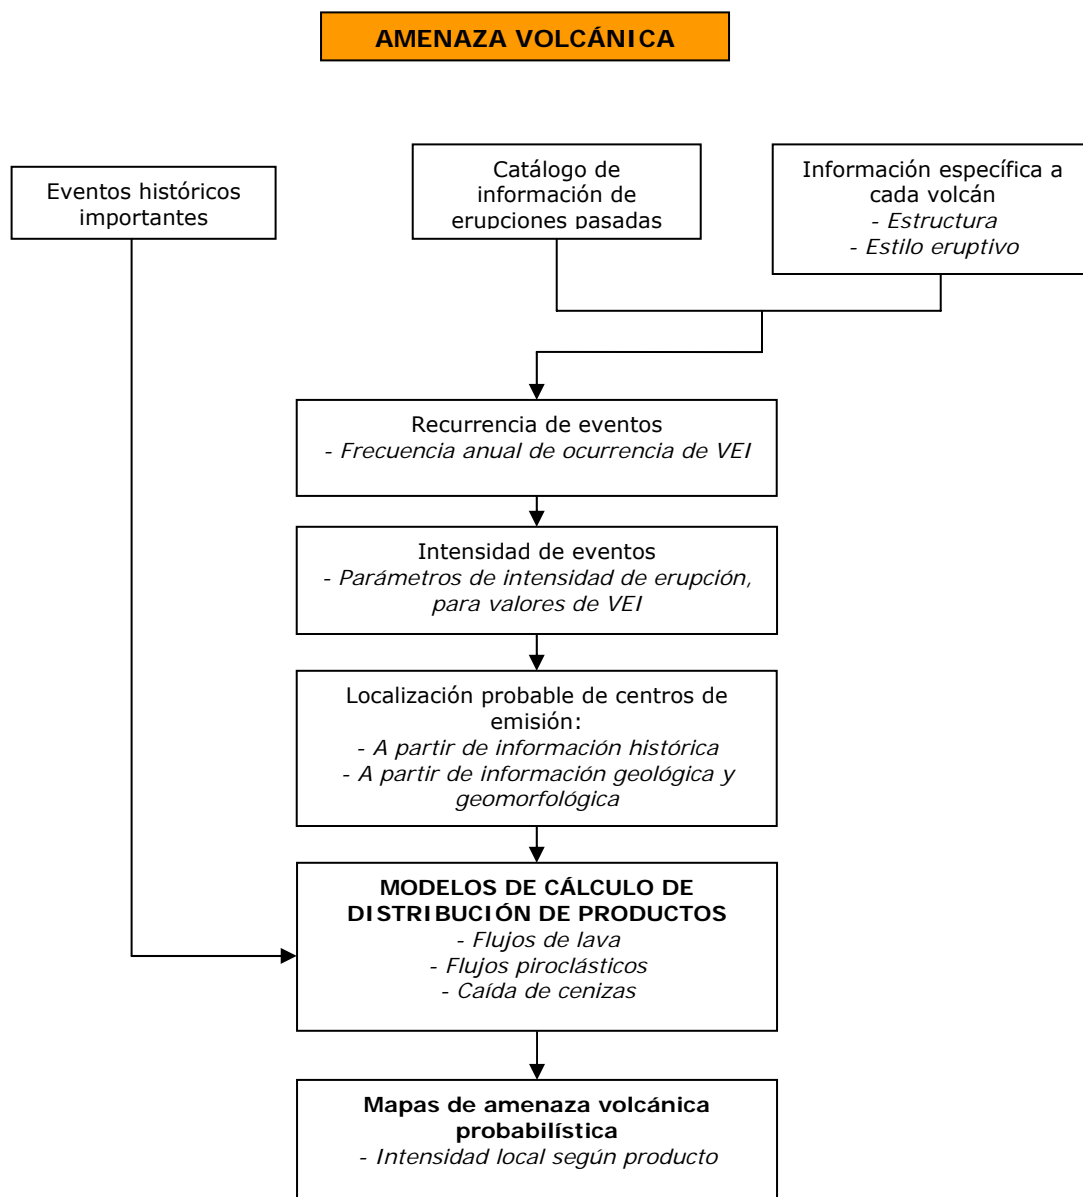 AMENAZA VOLCÁNICA
Eventos históricos
importantes
Catálogo de
información de
erupciones pasadas
Información específica a
cada volcán
- Estructura
- Estilo eruptivo
Recurrencia de eventos
- Frecuencia anual de ocurrencia de VEI
Intensidad de eventos
- Parámetros de intensidad de erupción,
para valores de VEI
Localización probable de centros de
emisión:
- A partir de información histórica
- A partir de información geológica y
geomorfológica
MODELOS DE CÁLCULO DE
DISTRIBUCIÓN DE PRODUCTOS
- Flujos de lava
- Flujos piroclásticos
- Caída de cenizas
Mapas de amenaza volcánica
probabilística
- Intensidad local según producto